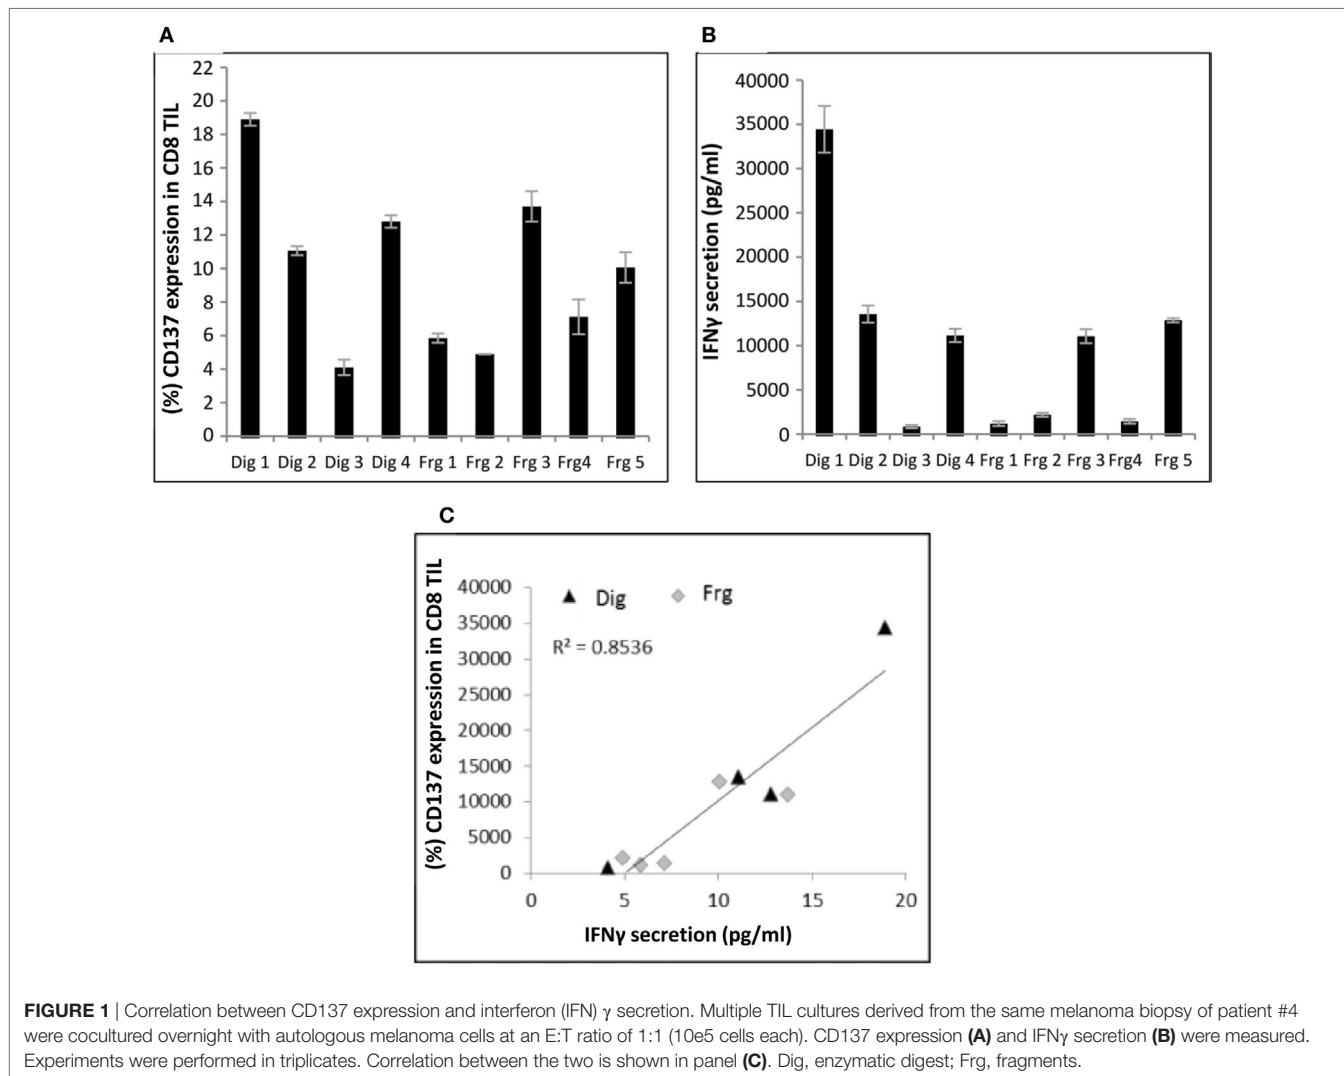 A
(%) CD137 expression in CD8 TIL
22
20
18
16
14
12
10
8
6
4
2
0
Dig 1 Dig 2 Dig 3 Dig 4 Frg 1 Frg 2 Frg 3 Frg4 Frg 5
B
IFNγ secretion (pg/ml)
40000
35000
30000
25000
20000
15000
10000
5000
0
Dig 1 Dig 2 Dig 3 Dig 4 Frg 1 Frg 2 Frg 3 Frg4 Frg 5
C
(%) CD137 expression in CD8 TIL
40000
35000
30000
25000
20000
15000
10000
5000
0
Dig Frg
R² = 0.8536
0 5 10 15 20
IFNγ secretion (pg/ml)
FIGURE 1 | Correlation between CD137 expression and interferon (IFN) γ secretion. Multiple TIL cultures derived from the same melanoma biopsy of patient #4
were cocultured overnight with autologous melanoma cells at an E:T ratio of 1:1 (10e5 cells each). CD137 expression (A) and IFNγ secretion (B) were measured.
Experiments were performed in triplicates. Correlation between the two is shown in panel (C). Dig, enzymatic digest; Frg, fragments.